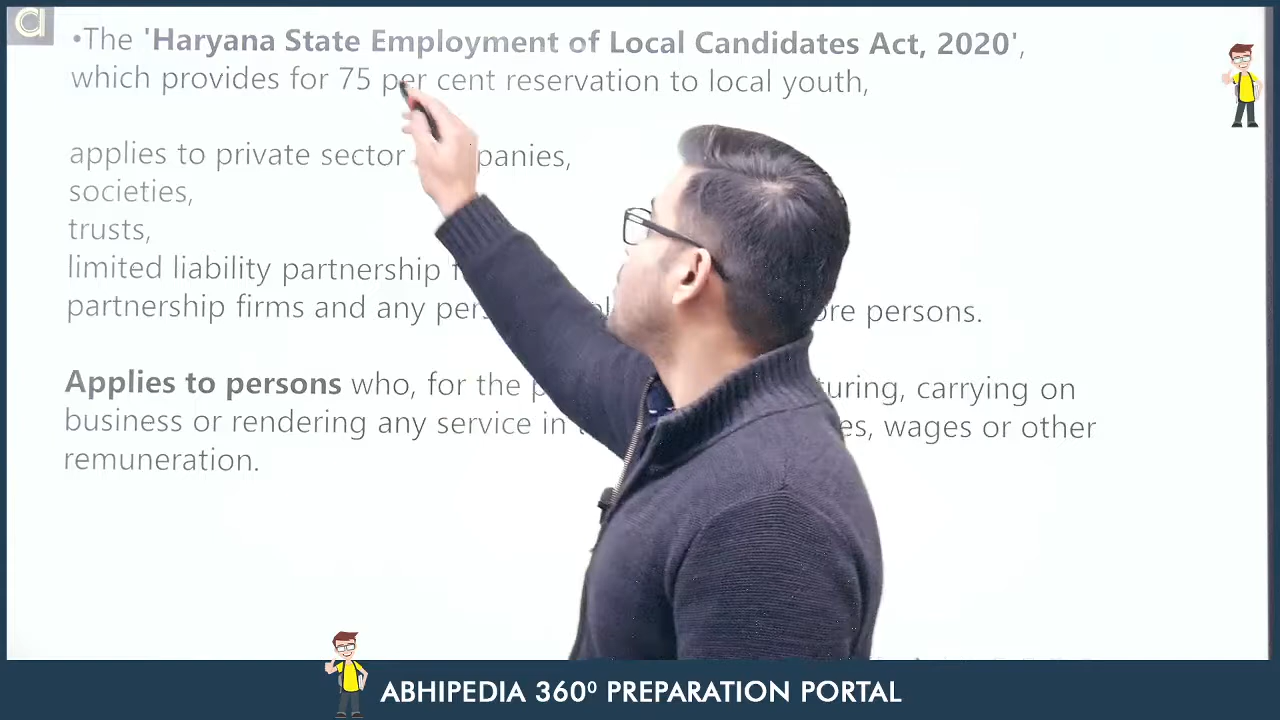 •The 'Haryana State Employment of Local Candidates Act, 2020',
which provides for 75 per cent reservation to local youth,
applies to private sector panies,
societies,
trusts,
limited liability partnership
partnership firms and any persons.
Applies to persons who, for the turing, carrying on
business or rendering any service in wages or other
remuneration.
ABHIPEDIA 360⁰ PREPARATION PORTAL